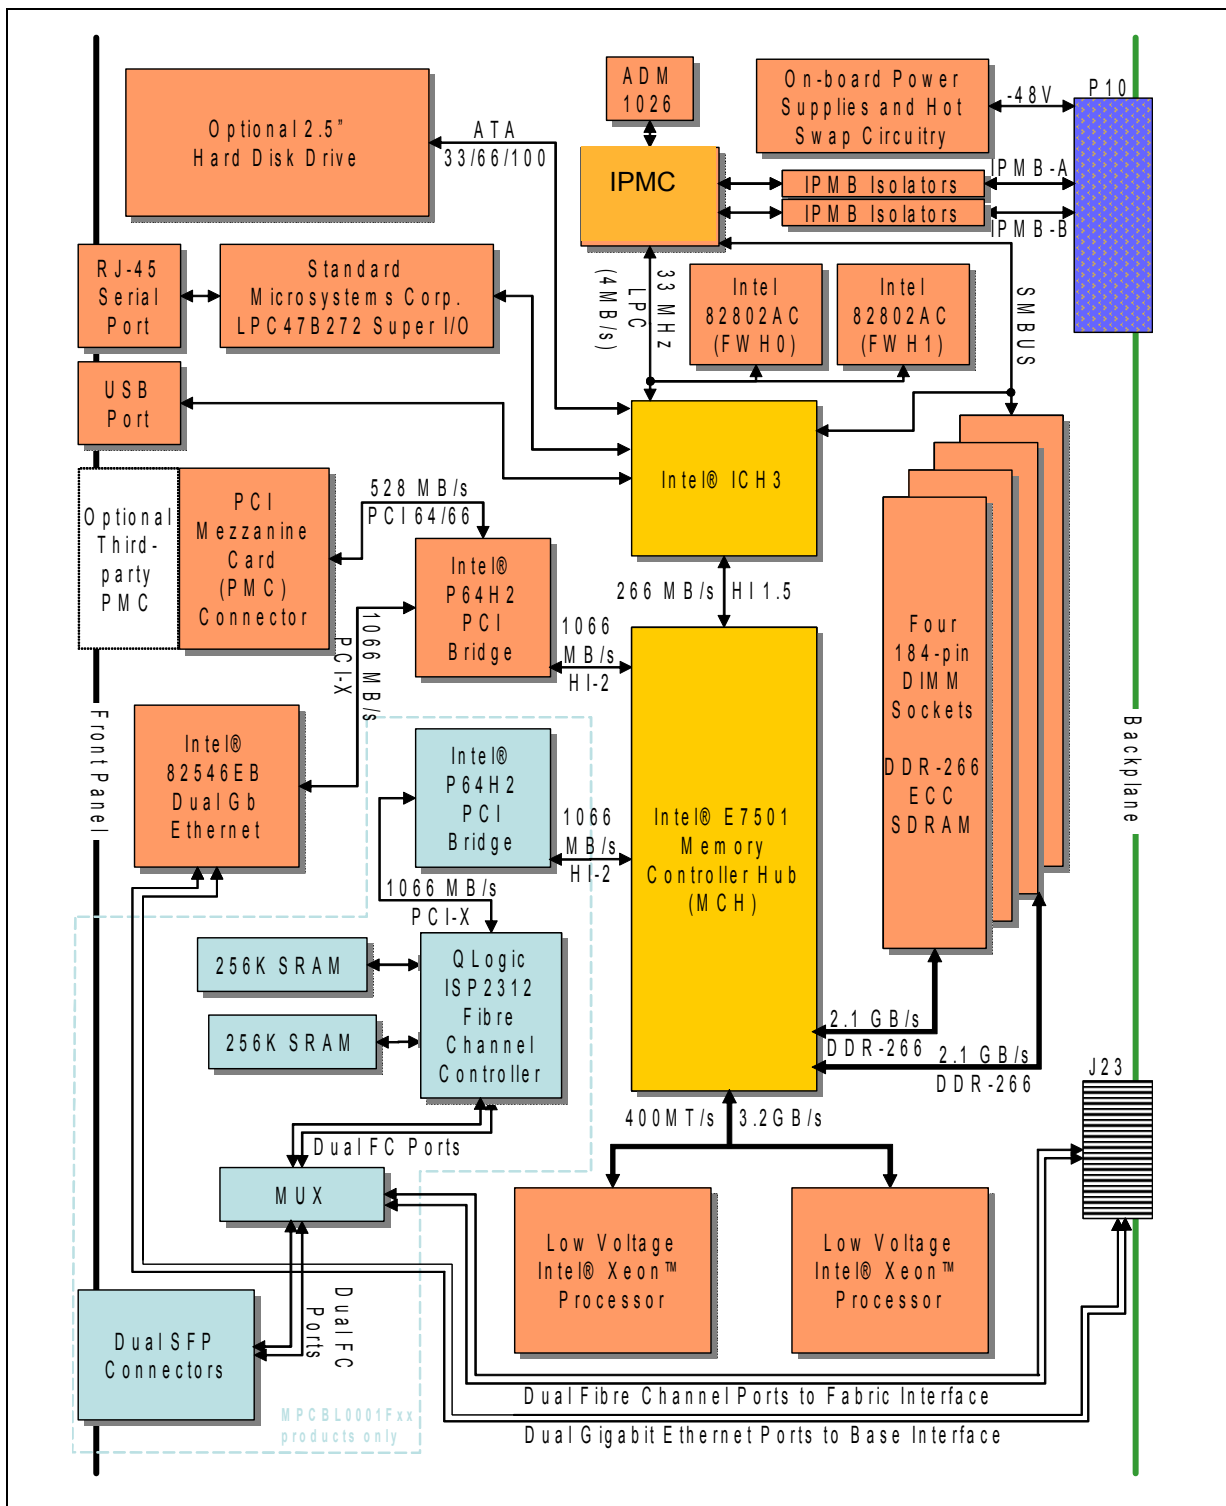 ADM
1026
On-board Power
Supplies and Hot
Swap Circuitry
-48V
P10
Optional 2.5”
Hard Disk Drive
ATA
33/66/100
IPMC
IPMB Isolators
IPMB-A
IPMB Isolators
IPMB-B
RJ-45
Serial
Port
Standard
Microsystems Corp.
LPC47B272 Super I/O
33 MHz
LPC
(4MB/s)
Intel
82802AC
(FWH0)
Intel
82802AC
(FWH1)
SMBUS
USB
Port
Intel® ICH3
Optional
Third-
party
PMC
PCI
Mezzanine
Card
(PMC)
Connector
528 MB/s
PCI 64/66
Intel®
P64H2
PCI
Bridge
266 MB/s HI 1.5
1066
MB/s
HI-2
1066 MB/s
PCI-X
Four
184-pin
DIMM
Sockets
DDR-266
ECC
SDRAM
Front Panel
Backplane
Intel®
82546EB
Dual Gb
Ethernet
Intel®
P64H2
PCI
Bridge
1066
MB/s
HI-2
Intel® E7501
Memory
Controller Hub
(MCH)
1066 MB/s
PCI-X
256K SRAM
256K SRAM
QLogic
ISP2312
Fibre
Channel
Controller
2.1 GB/s
DDR-266
2.1 GB/s
DDR-266
J23
400MT/s 3.2GB/s
Dual FC Ports
MUX
Low Voltage
Intel® Xeon™
Processor
Low Voltage
Intel® Xeon™
Processor
Dual SFP
Connectors
Dual FC
Ports
MPCBL0001Fxx
products only
Dual Fibre Channel Ports to Fabric Interface
Dual Gigabit Ethernet Ports to Base Interface